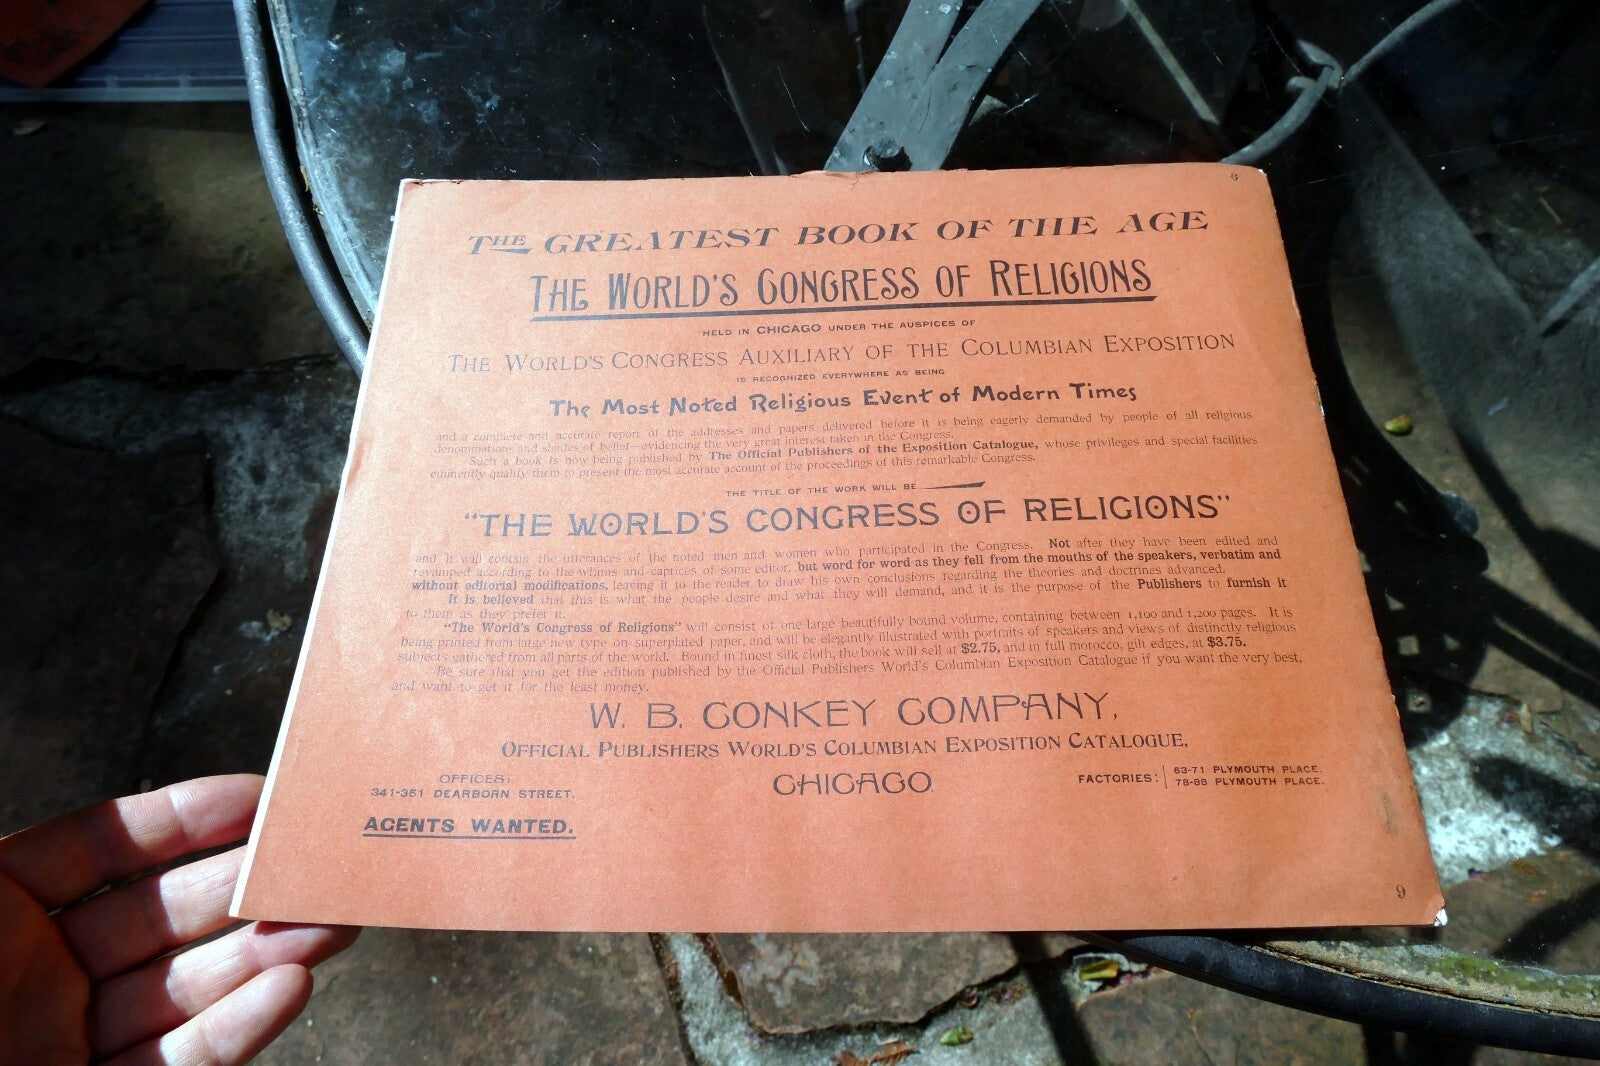 6
THE GREATEST BOOK OF THE AGE
THE WORLD'S CONGRESS OF RELIGIONS
HELD IN CHICAGO UNDER THE AUSPICES OF
THE WORLD'S CONGRESS AUXILIARY OF THE COLUMBIAN EXPOSITION
IS RECOGNIZED EVERYWHERE AS BEING
The Most Noted Religious Event of Modern Times
and a complete and accurate report of the addresses and papers delivered before it is being eagerly demanded by people of all religious
denominations and shades of belief—evidencing the very great interest taken in the Congress.
Such a book is now being published by The Official Publishers of the Exposition Catalogue, whose privileges and special facilities
eminently qualify them to present the most accurate account of the proceedings of this remarkable Congress.
THE TITLE OF THE WORK WILL BE
"THE WORLD'S CONGRESS OF RELIGIONS"
and it will contain the utterances of the noted men and women who participated in the Congress. Not after they have been edited and
revamped according to the whims and caprices of some editor, but word for word as they fell from the mouths of the speakers, verbatim and
without editorial modifications, leaving it to the reader to draw his own conclusions regarding the theories and doctrines advanced.
It is believed that this is what the people desire and what they will demand, and it is the purpose of the Publishers to furnish it
to them as they prefer it.
"The World's Congress of Religions" will consist of one large beautifully bound volume, containing between 1,100 and 1,200 pages. It is
being printed from large new type on superplated paper, and will be elegantly illustrated with portraits of speakers and views of distinctly religious
subjects gathered from all parts of the world. Bound in finest silk cloth, the book will sell at $2.75, and in full morocco, gilt edges, at $3.75.
Be sure that you get the edition published by the Official Publishers World's Columbian Exposition Catalogue if you want the very best,
and want to get it for the least money.
W. B. CONKEY COMPANY,
OFFICIAL PUBLISHERS WORLD'S COLUMBIAN EXPOSITION CATALOGUE,
OFFICES: CHICAGO FACTORIES: 63-71 PLYMOUTH PLACE.
341-351 DEARBORN STREET. 78-88 PLYMOUTH PLACE.
AGENTS WANTED.
9